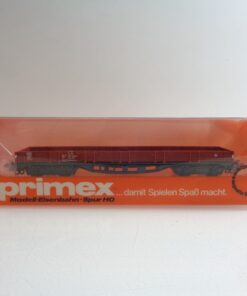 primex
...damit Spielen Spaß macht.
Modell-Eisenbahn · Spur HO